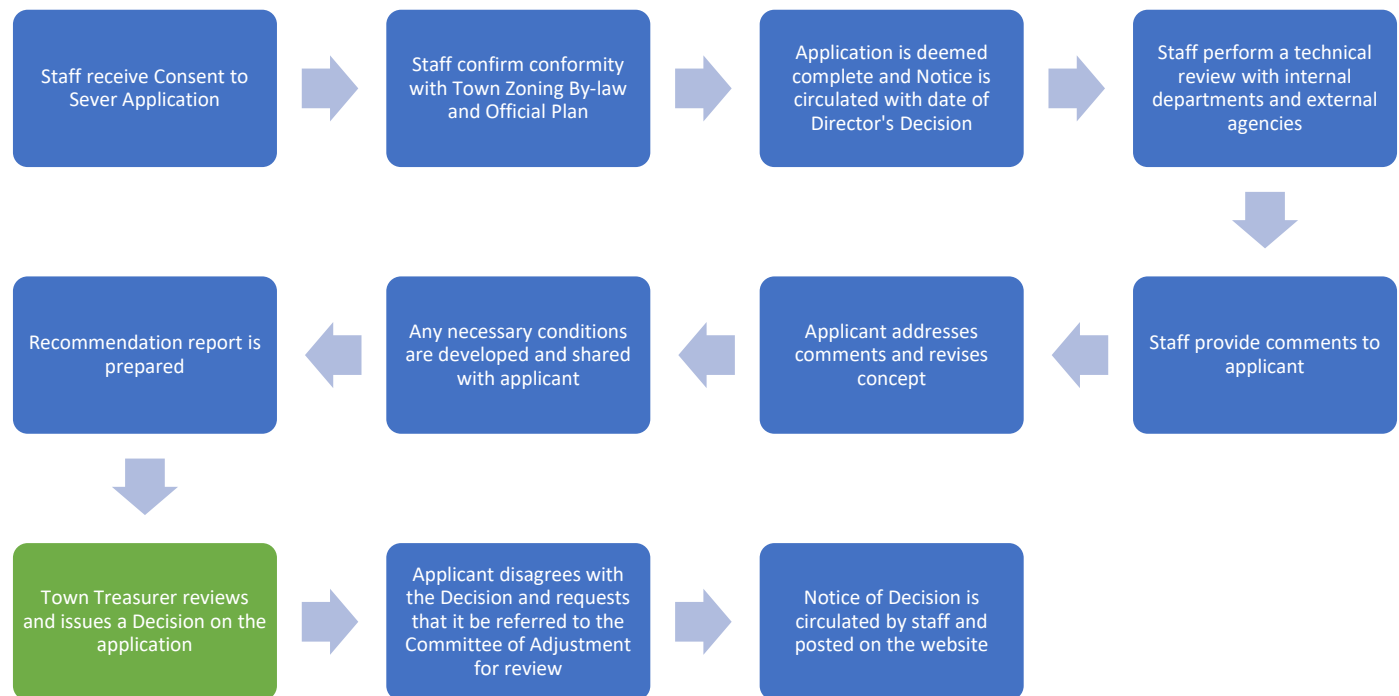 Staff receive Consent to
Sever Application
Staff confirm conformity
with Town Zoning By-law
and Official Plan
Application is deemed
complete and Notice is
circulated with date of
Director's Decision
Staff perform a technical
review with internal
departments and external
agencies
Staff provide comments to
applicant
Applicant addresses
comments and revises
concept
Any necessary conditions
are developed and shared
with applicant
Recommendation report is
prepared
Town Treasurer reviews
and issues a Decision on the
application
Applicant disagrees with
the Decision and requests
that it be referred to the
Committee of Adjustment
for review
Notice of Decision is
circulated by staff and
posted on the website